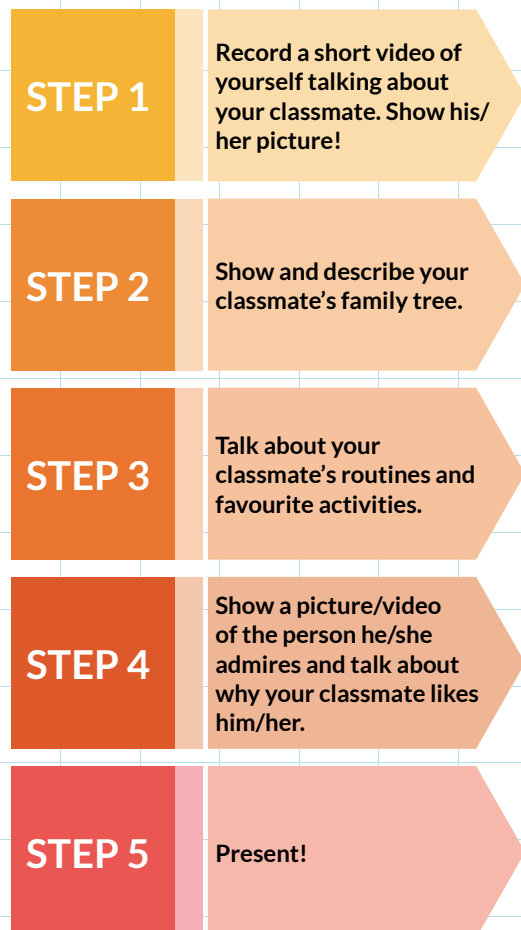 STEP 1
Record a short video of
yourself talking about
your classmate. Show his/
her picture!
STEP 2
Show and describe your
classmate’s family tree.
STEP 3
Talk about your
classmate’s routines and
favourite activities.
STEP 4
Show a picture/video
of the person he/she
admires and talk about
why your classmate likes
him/her.
STEP 5
Present!